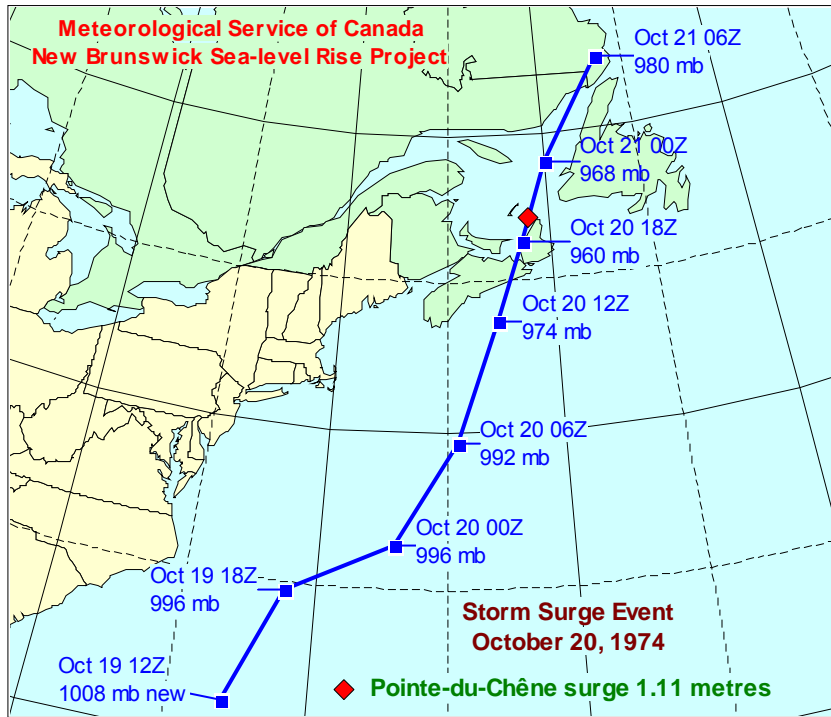 Meteorological Service of Canada
New Brunswick Sea-level Rise Project
Oct 21 06Z
980 mb
Oct 21 00Z
968 mb
Oct 20 18Z
960 mb
Oct 20 12Z
974 mb
Oct 20 06Z
992 mb
Oct 20 00Z
996 mb
Oct 19 18Z
996 mb
Oct 19 12Z
1008 mb new
Storm Surge Event
October 20, 1974
Pointe-du-Chêne surge 1.11 metres